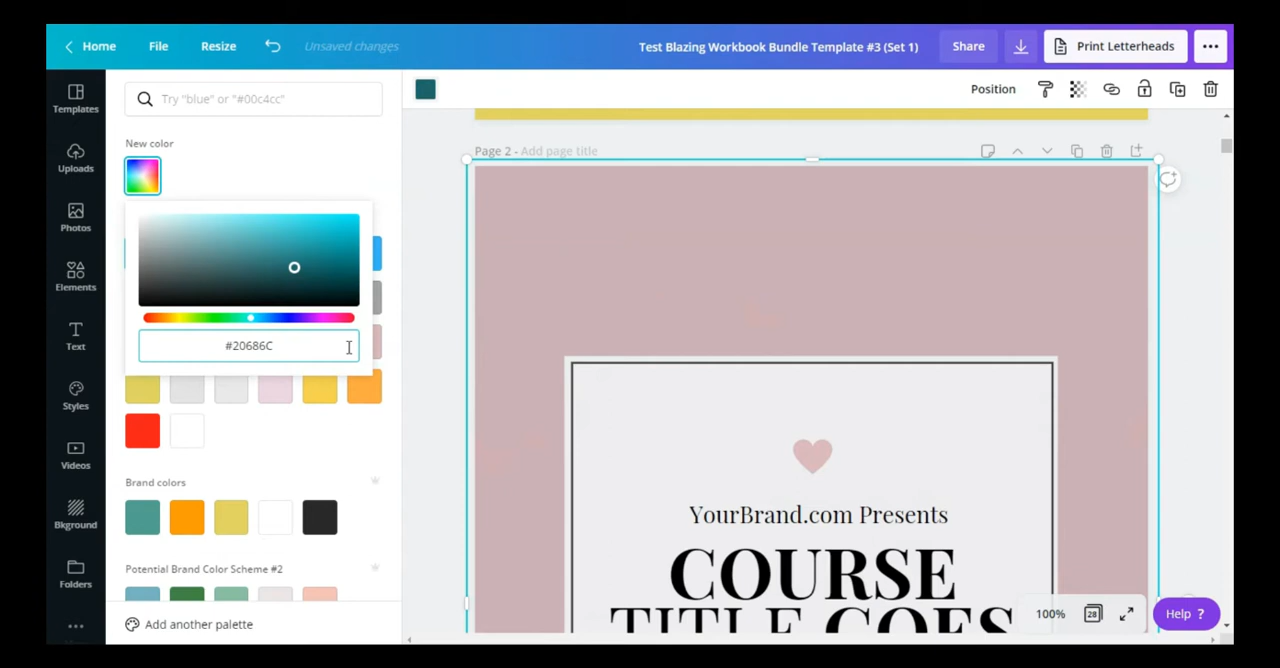 Home File Resize Unsaved changes Test Blazing Workbook Bundle Template #3 (Set 1) Share Print Letterheads
Templates
Uploads
Photos
Elements
Text
Styles
Videos
Bkground
Folders
Try "blue" or "#00c4cc"
New color
#20686C
Brand colors
Potential Brand Color Scheme #2
Add another palette
Position
Page 2 - Add page title
YourBrand.com Presents
COURSE
TITLE GOES
100% 28 Help ?